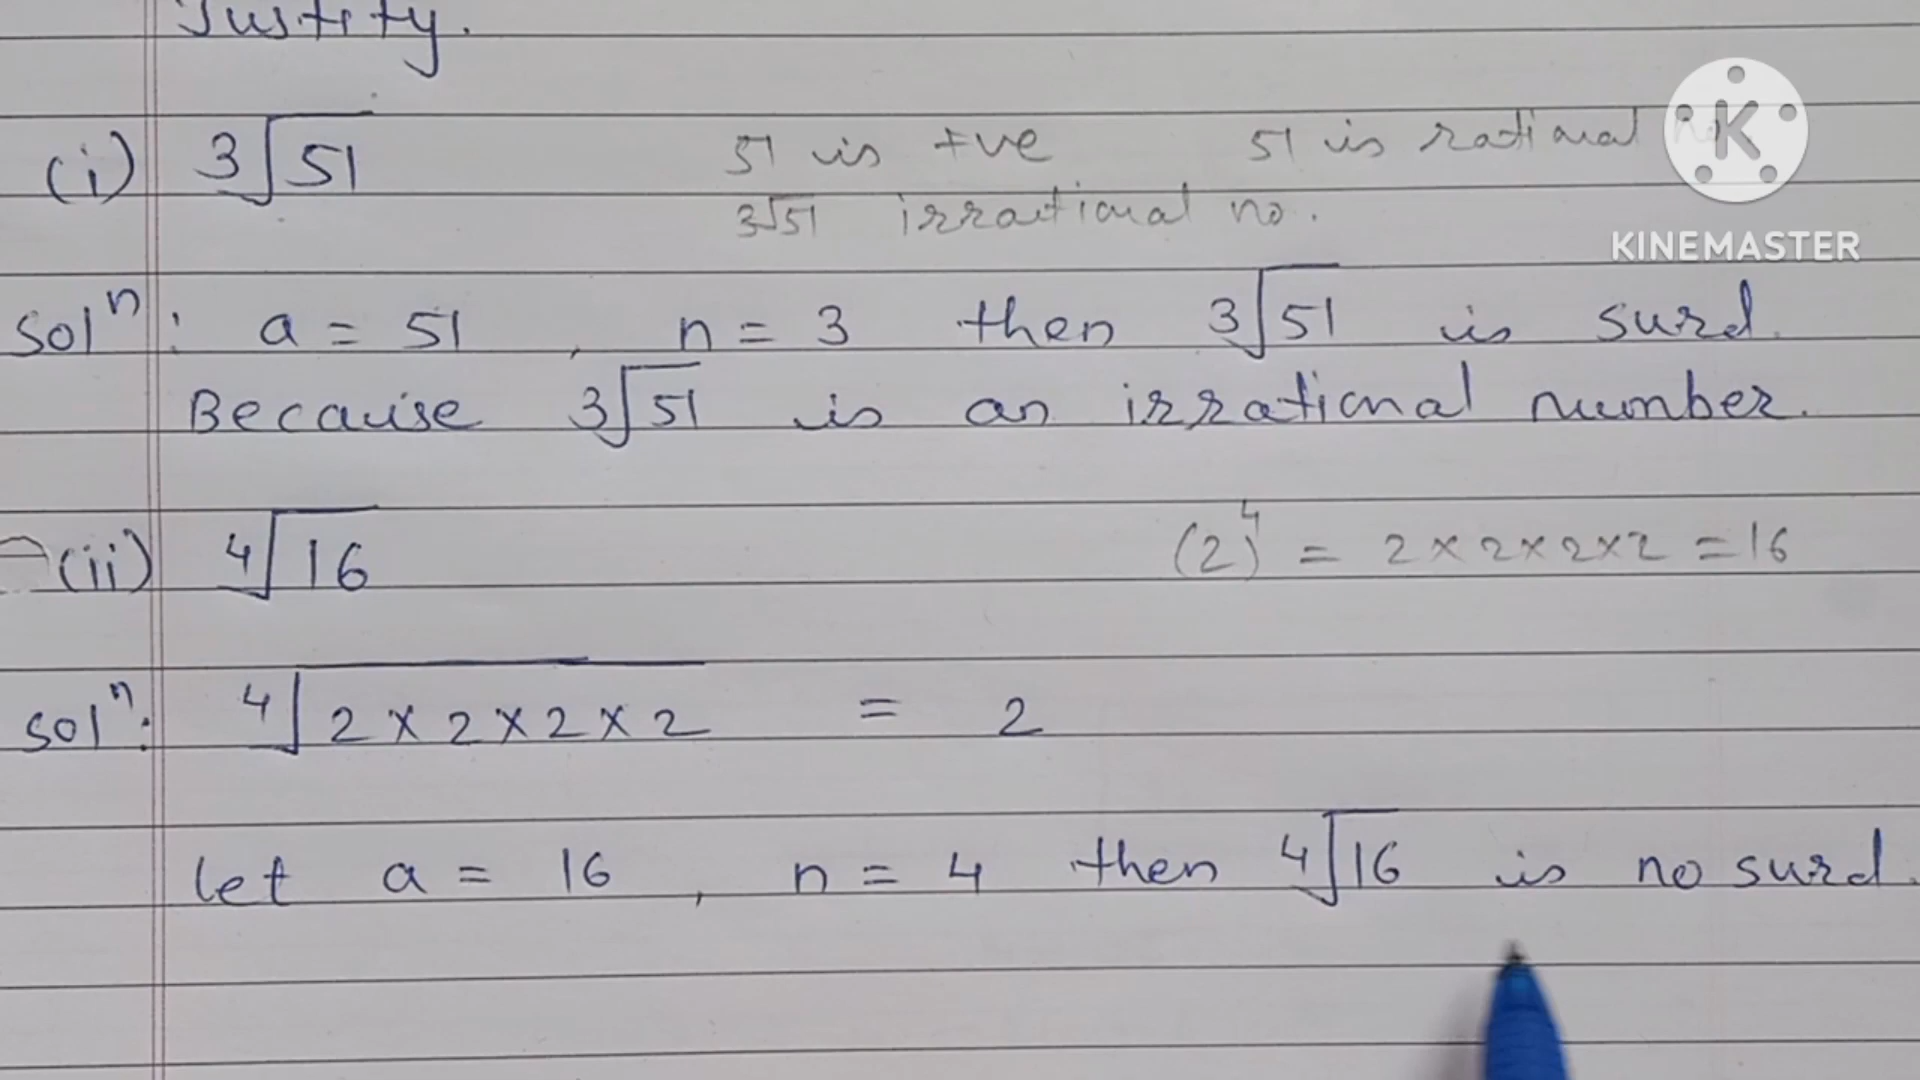 Justify.
(i) ³√51 51 is +ve 51 is rational
³√51 irrational no.
KINEMASTER
solⁿ: a = 51, n = 3 then ³√51 is surd.
Because ³√51 is an irrational number.
(ii) ⁴√16 (2)⁴ = 2×2×2×2 = 16
solⁿ: ⁴√2×2×2×2 = 2
let a = 16, n = 4 then ⁴√16 is no surd.